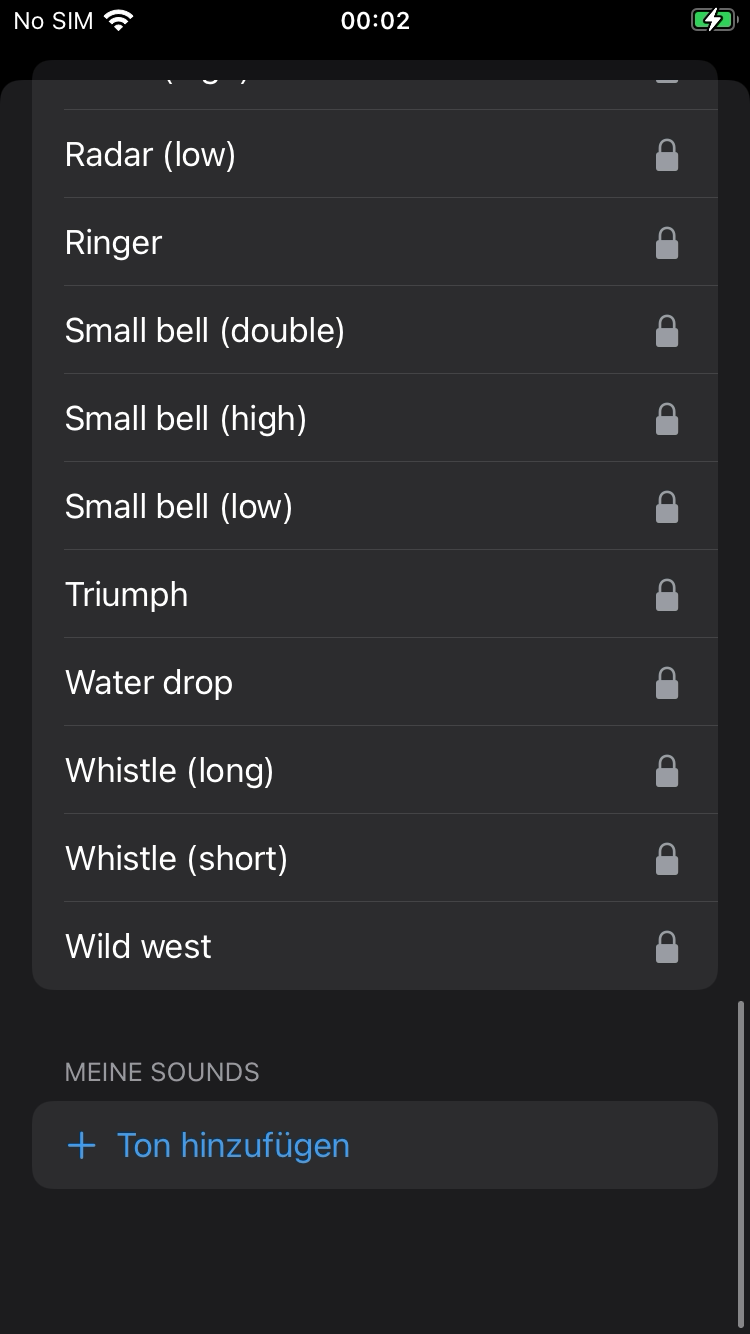 No SIM
00:02
Radar (low)
Ringer
Small bell (double)
Small bell (high)
Small bell (low)
Triumph
Water drop
Whistle (long)
Whistle (short)
Wild west
MEINE SOUNDS
+ Ton hinzufügen